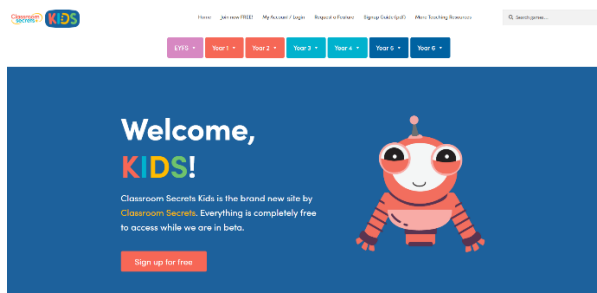 Classroom Secrets KIDS
Home Join now FREE! My Account / Login Request a Feature Signup Guide (pdf) More Teaching Resources Search games...
EYFS Year 1 Year 2 Year 3 Year 4 Year 5 Year 6
Welcome,
KIDS!
Classroom Secrets Kids is the brand new site by
Classroom Secrets. Everything is completely free
to access while we are in beta.
Sign up for free